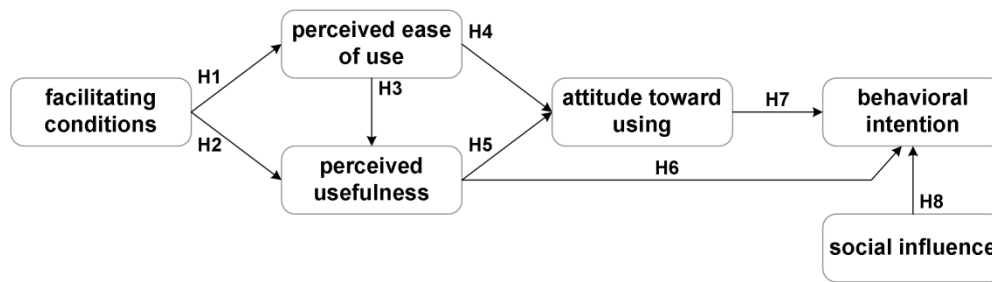 perceived ease
of use
H4
H1
H3
facilitating
conditions
attitude toward
using
H7
behavioral
intention
H2
H5
perceived
usefulness
H6
H8
social influence